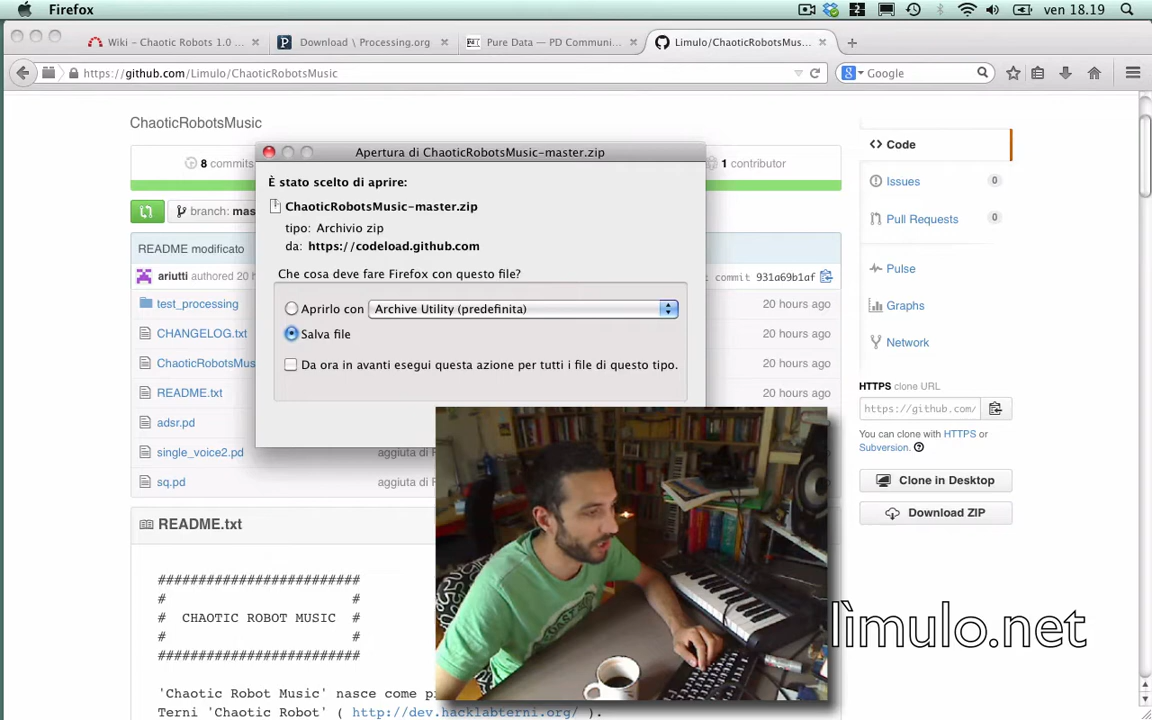 Firefox
ven 18.19
Wiki – Chaotic Robots 1.0 ...
Download \ Processing.org
Pure Data — PD Communi...
Limulo/ChaoticRobotsMus...
https://github.com/Limulo/ChaoticRobotsMusic
Google
ChaoticRobotsMusic
8 commits
1 contributor
branch: mas
README modificato
ariutti authored 20 h
commit 931a69b1af
test_processing
20 hours ago
CHANGELOG.txt
20 hours ago
ChaoticRobotsMus
20 hours ago
README.txt
20 hours ago
adsr.pd
single_voice2.pd
aggiuta di F
sq.pd
aggiuta di F
README.txt
#########################
# #
# CHAOTIC ROBOT MUSIC #
# #
#########################
'Chaotic Robot Music' nasce come p
Terni 'Chaotic Robot' ( http://dev.hacklabterni.org/ ).
Apertura di ChaoticRobotsMusic-master.zip
È stato scelto di aprire:
ChaoticRobotsMusic-master.zip
tipo: Archivio zip
da: https://codeload.github.com
Che cosa deve fare Firefox con questo file?
Aprirlo con
Archive Utility (predefinita)
Salva file
Da ora in avanti esegui questa azione per tutti i file di questo tipo.
Code
Issues
0
Pull Requests
0
Pulse
Graphs
Network
HTTPS clone URL
https://github.com/
You can clone with HTTPS or
Subversion.
Clone in Desktop
Download ZIP
lìmulo.net